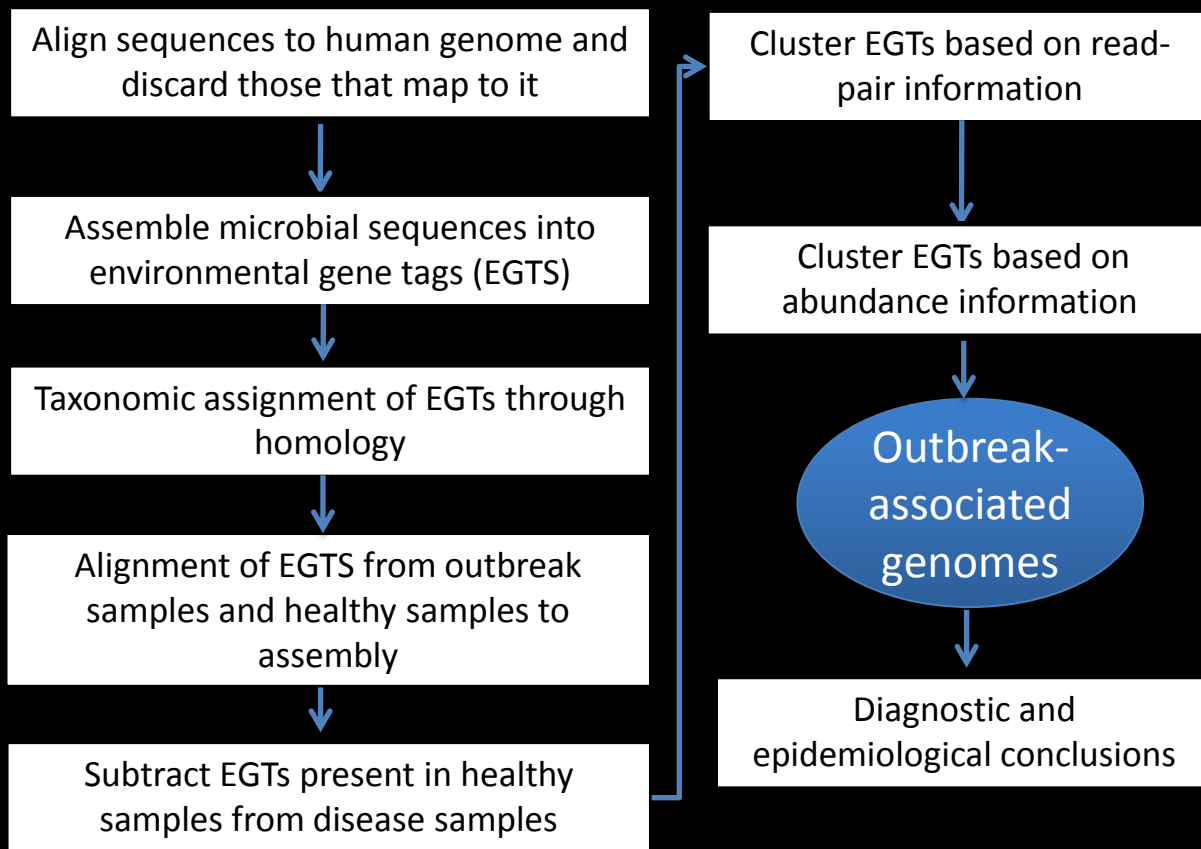 Align sequences to human genome and
discard those that map to it
Assemble microbial sequences into
environmental gene tags (EGTS)
Taxonomic assignment of EGTs through
homology
Alignment of EGTS from outbreak
samples and healthy samples to
assembly
Subtract EGTs present in healthy
samples from disease samples
Cluster EGTs based on read-
pair information
Cluster EGTs based on
abundance information
Outbreak-
associated
genomes
Diagnostic and
epidemiological conclusions